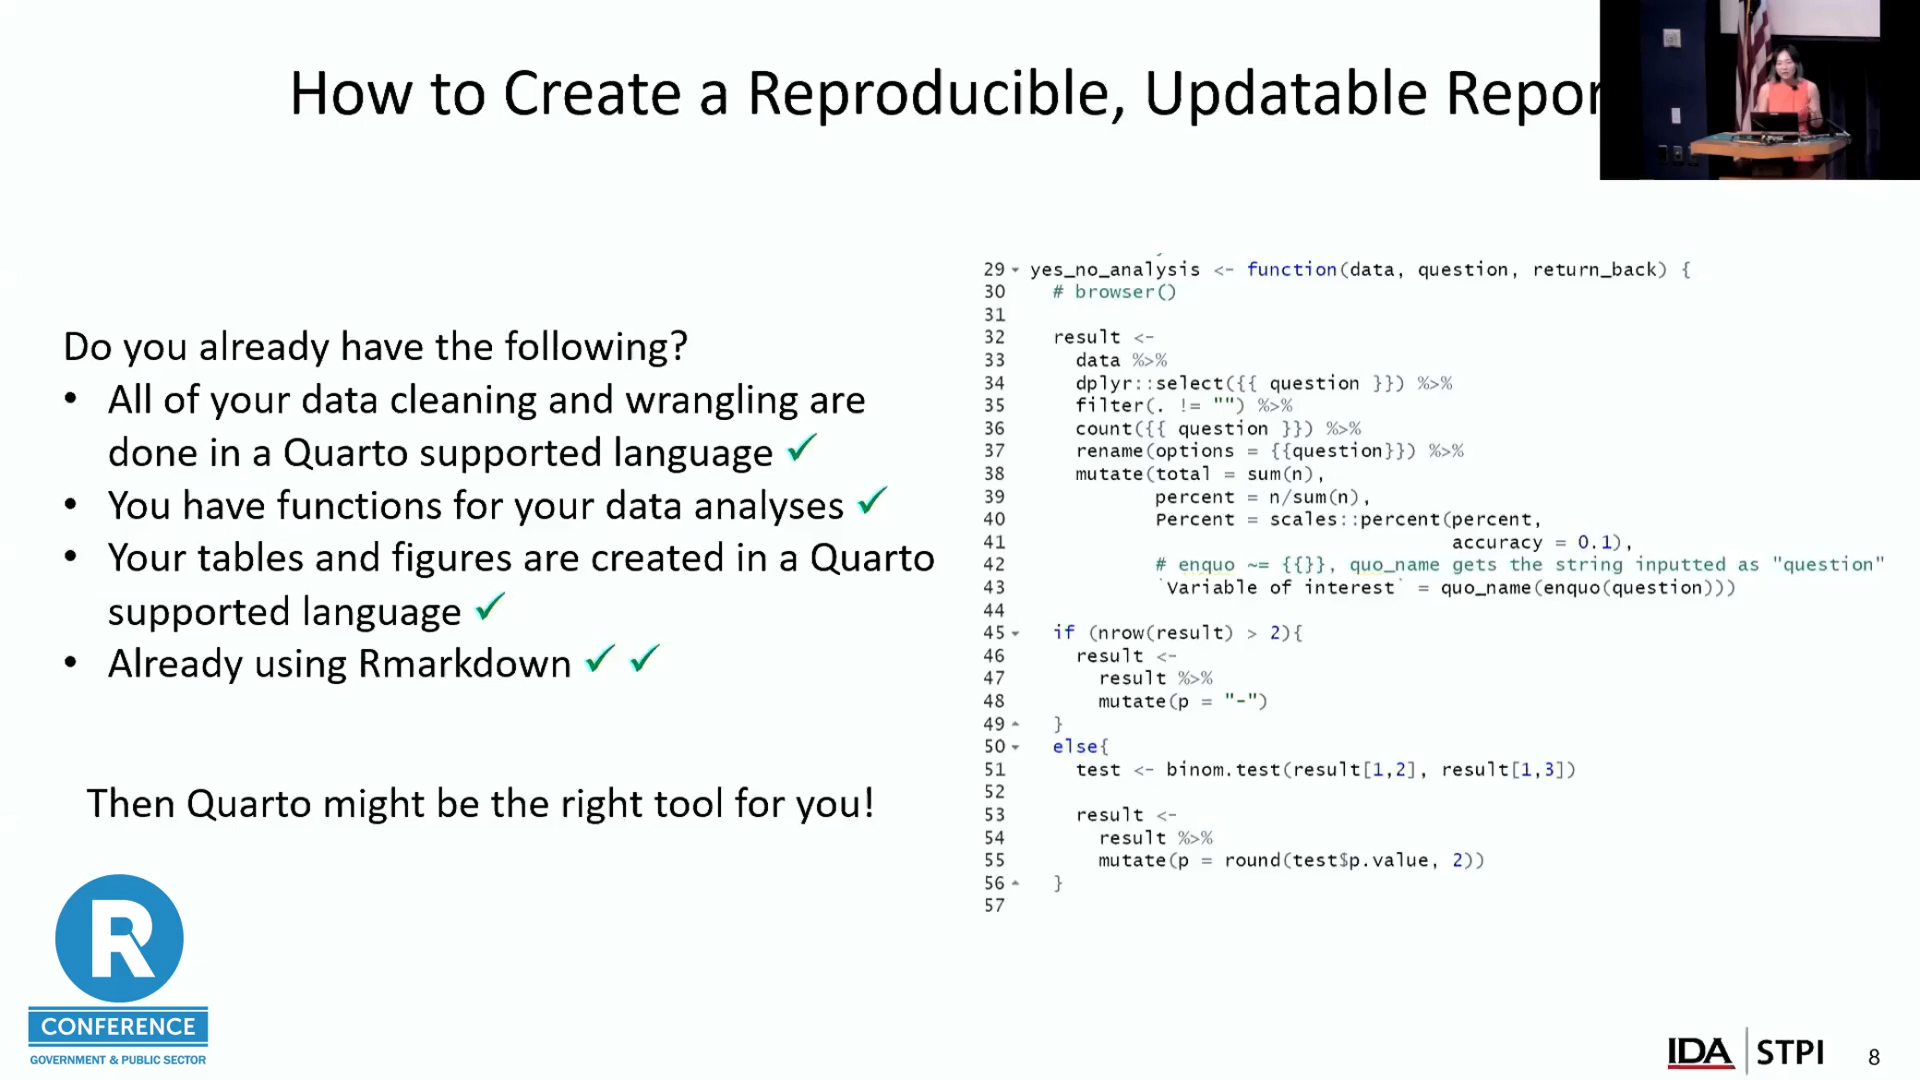 How to Create a Reproducible, Updatable Repor
Do you already have the following?
• All of your data cleaning and wrangling are
done in a Quarto supported language ✓
• You have functions for your data analyses ✓
• Your tables and figures are created in a Quarto
supported language ✓
• Already using Rmarkdown ✓ ✓
Then Quarto might be the right tool for you!
29 yes_no_analysis <- function(data, question, return_back) {
30 # browser()
31
32 result <-
33 data %>%
34 dplyr::select({{ question }}) %>%
35 filter(. != "") %>%
36 count({{ question }}) %>%
37 rename(options = {{question}}) %>%
38 mutate(total = sum(n),
39 percent = n/sum(n),
40 Percent = scales::percent(percent,
41 accuracy = 0.1),
42 # enquo ~= {{}}, quo_name gets the string inputted as "question"
43 `Variable of interest` = quo_name(enquo(question)))
44
45 if (nrow(result) > 2){
46 result <-
47 result %>%
48 mutate(p = "-")
49 }
50 else{
51 test <- binom.test(result[1,2], result[1,3])
52
53 result <-
54 result %>%
55 mutate(p = round(test$p.value, 2))
56 }
57
R
CONFERENCE
GOVERNMENT & PUBLIC SECTOR
IDA STPI 8